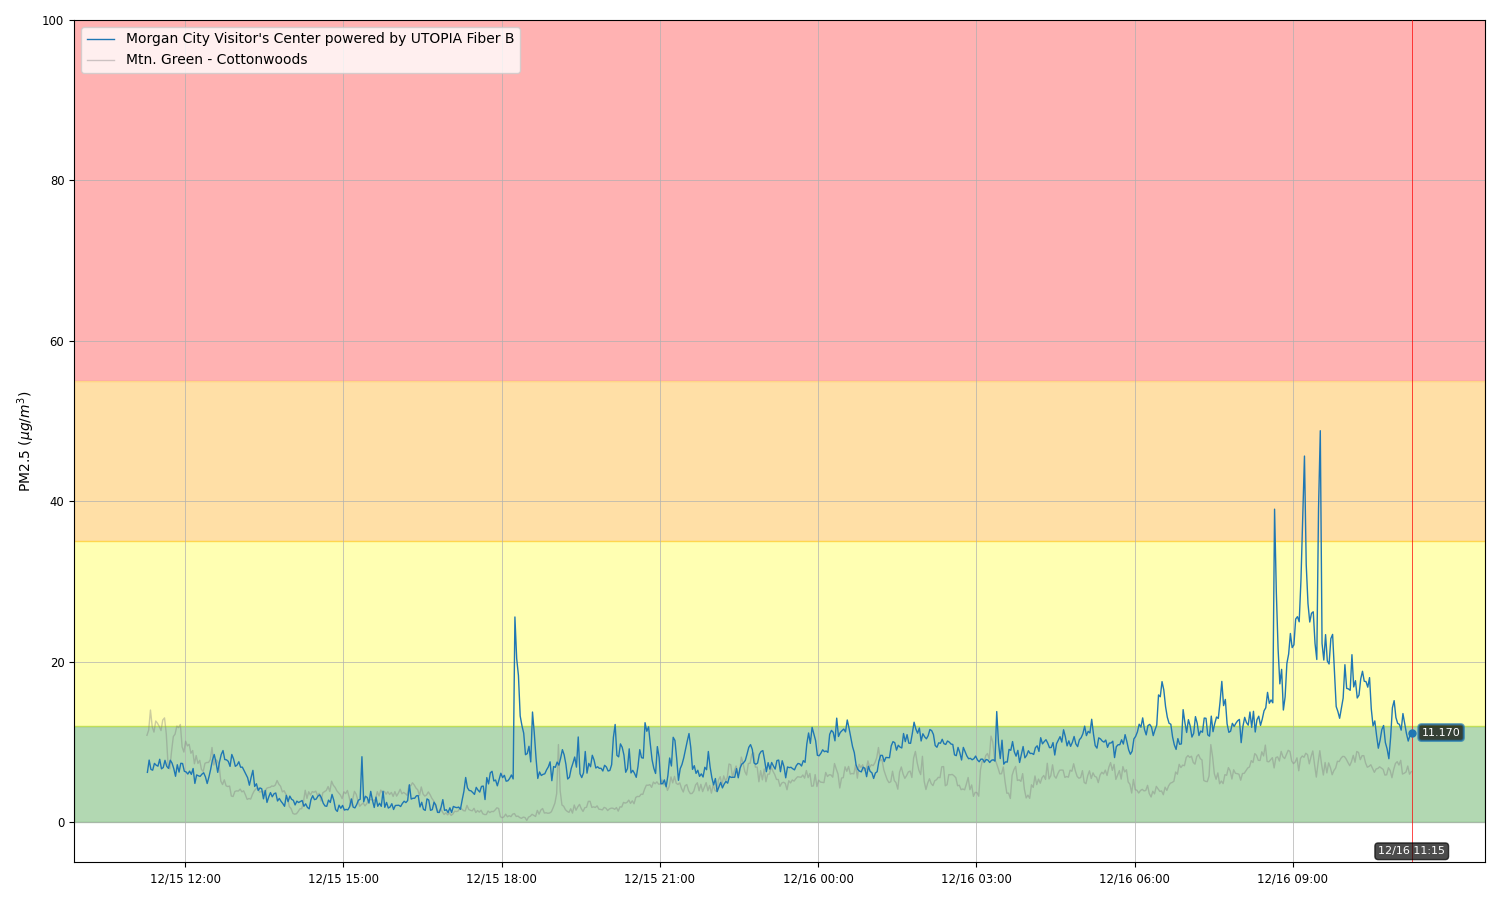 100
Morgan City Visitor's Center powered by UTOPIA Fiber B
Mtn. Green - Cottonwoods
80
60
PM2.5 (μg/m³)
40
20
11.170
0
12/16 11:15
12/15 12:00 12/15 15:00 12/15 18:00 12/15 21:00 12/16 00:00 12/16 03:00 12/16 06:00 12/16 09:00